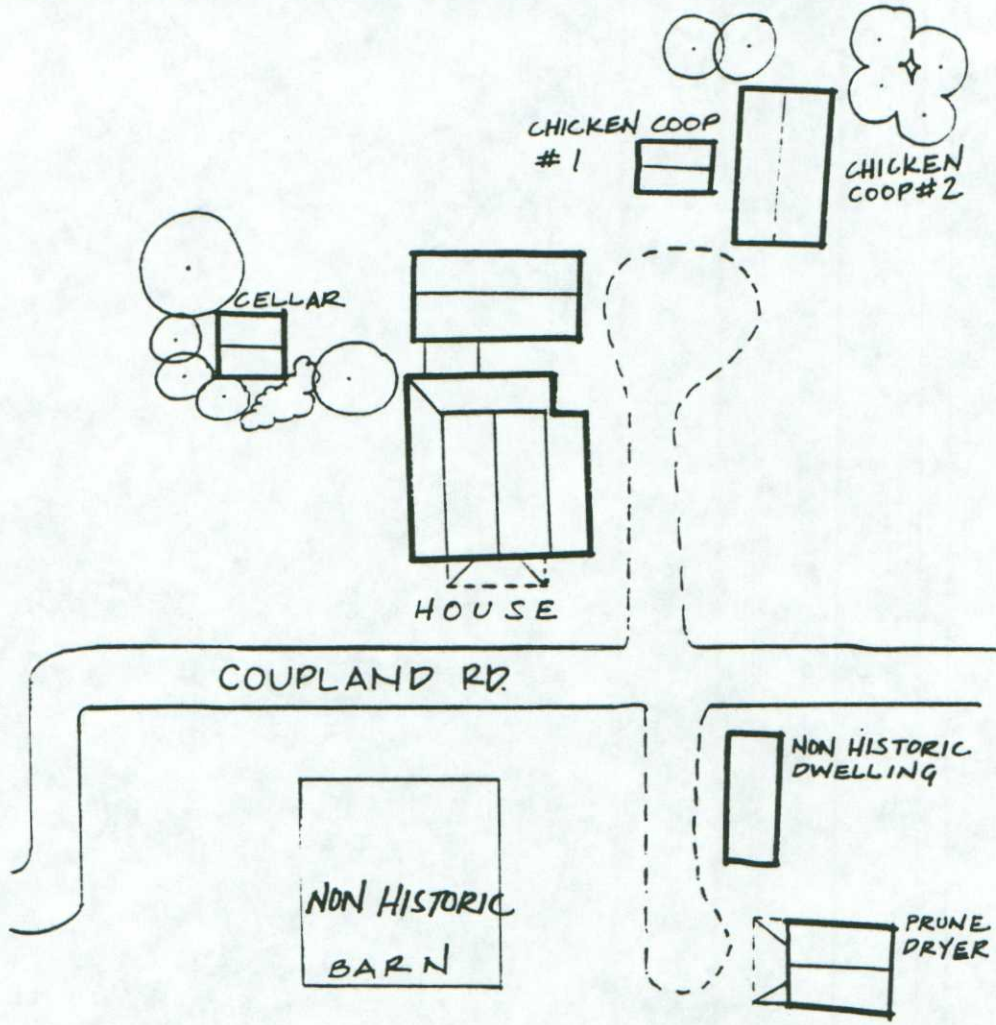 CHICKEN COOP
# 1
CHICKEN
COOP #2
CELLAR
HOUSE
COUPLAND RD.
NON HISTORIC
DWELLING
NON HISTORIC
BARN
PRUNE
DRYER